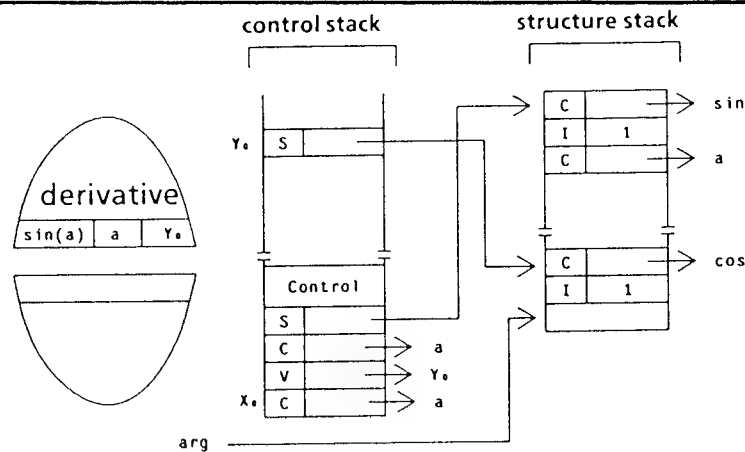 control stack
structure stack
derivative
sin(a) a Y₀
Y₀ S
Control
S
C a
V Y₀
X₀ C a
arg
C sin
I 1
C a
C cos
I 1